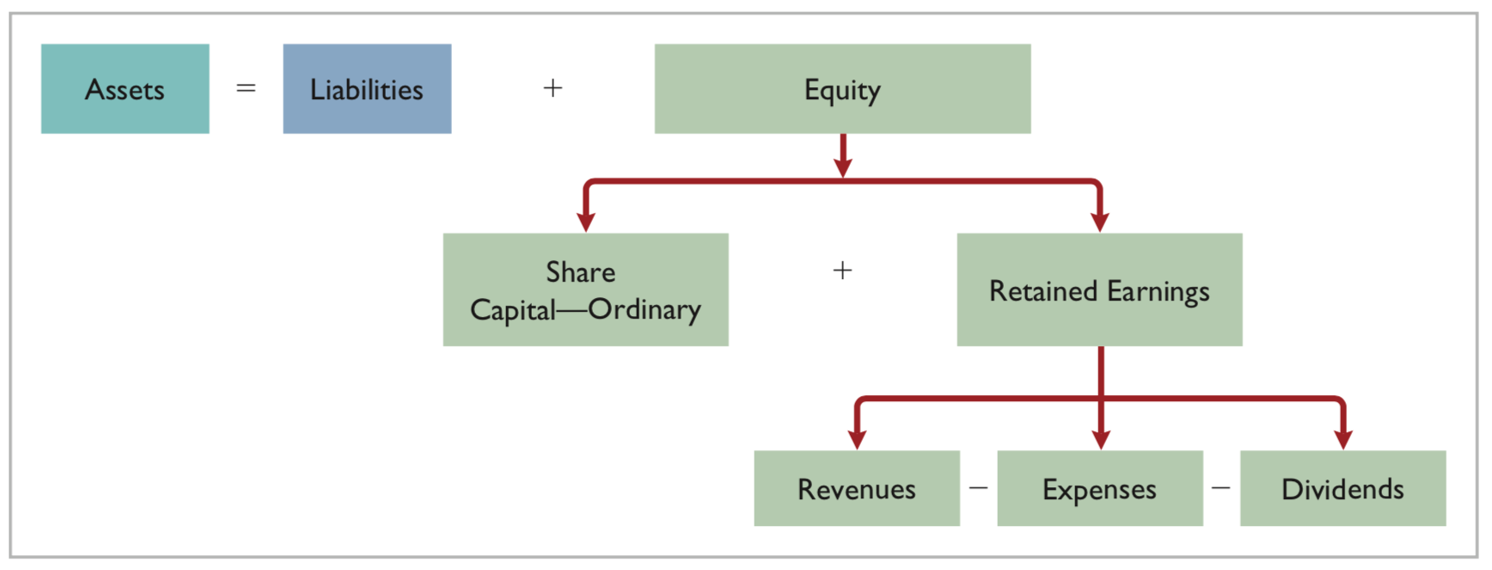 Assets = Liabilities + Equity
Share
Capital—Ordinary
+
Retained Earnings
Revenues – Expenses – Dividends